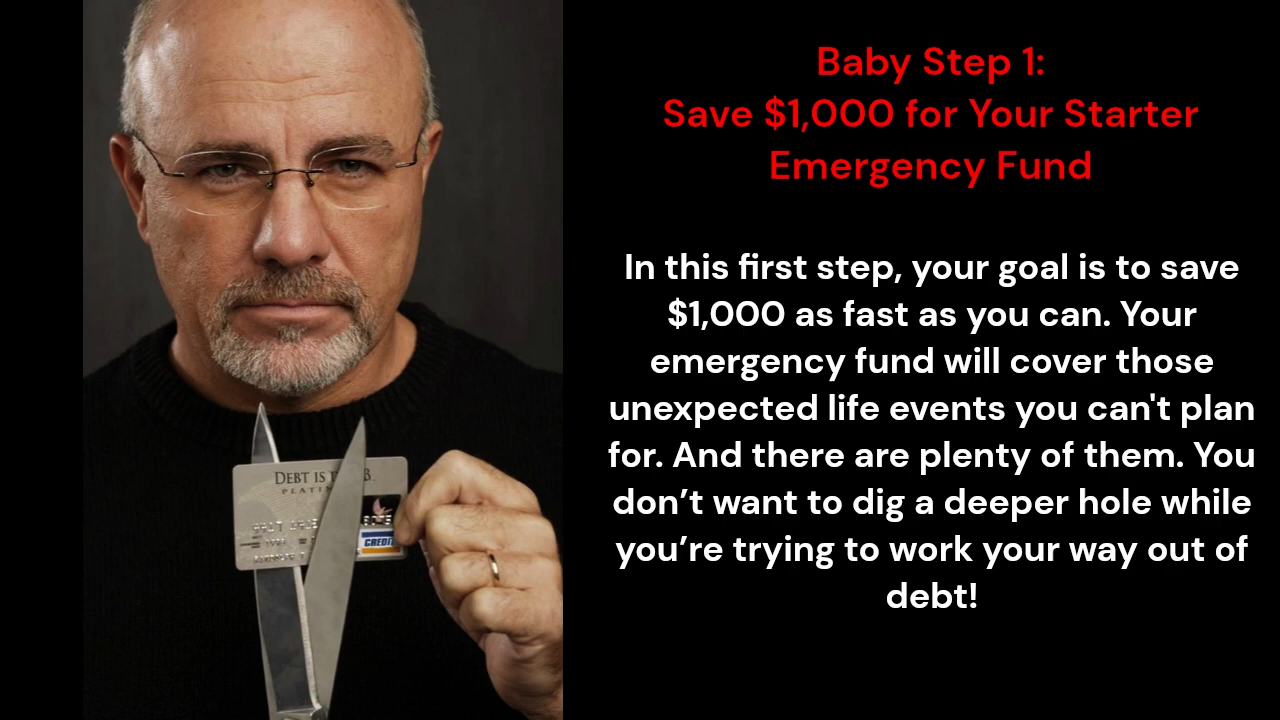 Baby Step 1:
Save $1,000 for Your Starter
Emergency Fund
In this first step, your goal is to save
$1,000 as fast as you can. Your
emergency fund will cover those
unexpected life events you can't plan
for. And there are plenty of them. You
don’t want to dig a deeper hole while
you’re trying to work your way out of
debt!
DEBT IS
CREDIT